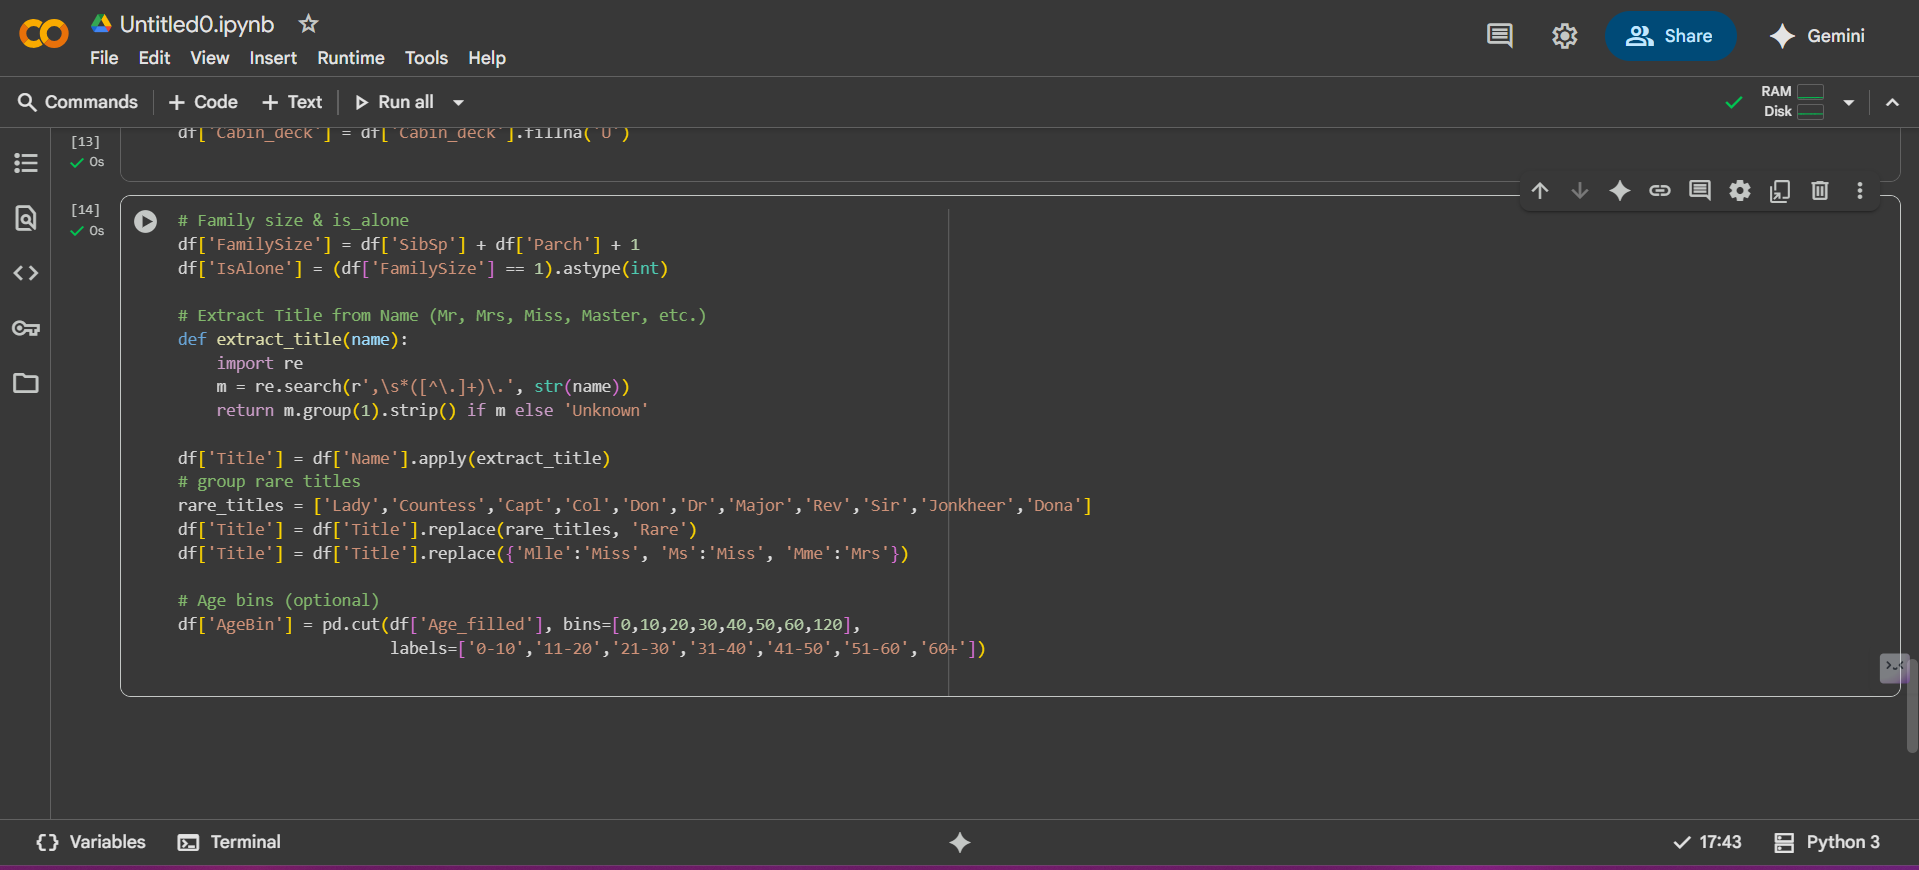 Untitled0.ipynb
File Edit View Insert Runtime Tools Help
Share
Gemini
Commands + Code + Text Run all
RAM
Disk
[13]
0s
df['Cabin_deck'] = df['Cabin_deck'].fillna('U')
[14]
0s
# Family size & is_alone
df['FamilySize'] = df['SibSp'] + df['Parch'] + 1
df['IsAlone'] = (df['FamilySize'] == 1).astype(int)
# Extract Title from Name (Mr, Mrs, Miss, Master, etc.)
def extract_title(name):
    import re
    m = re.search(r',\s*([^\.]+)\.', str(name))
    return m.group(1).strip() if m else 'Unknown'
df['Title'] = df['Name'].apply(extract_title)
# group rare titles
rare_titles = ['Lady','Countess','Capt','Col','Don','Dr','Major','Rev','Sir','Jonkheer','Dona']
df['Title'] = df['Title'].replace(rare_titles, 'Rare')
df['Title'] = df['Title'].replace({'Mlle':'Miss', 'Ms':'Miss', 'Mme':'Mrs'})
# Age bins (optional)
df['AgeBin'] = pd.cut(df['Age_filled'], bins=[0,10,20,30,40,50,60,120],
                      labels=['0-10','11-20','21-30','31-40','41-50','51-60','60+'])
Variables Terminal
17:43 Python 3